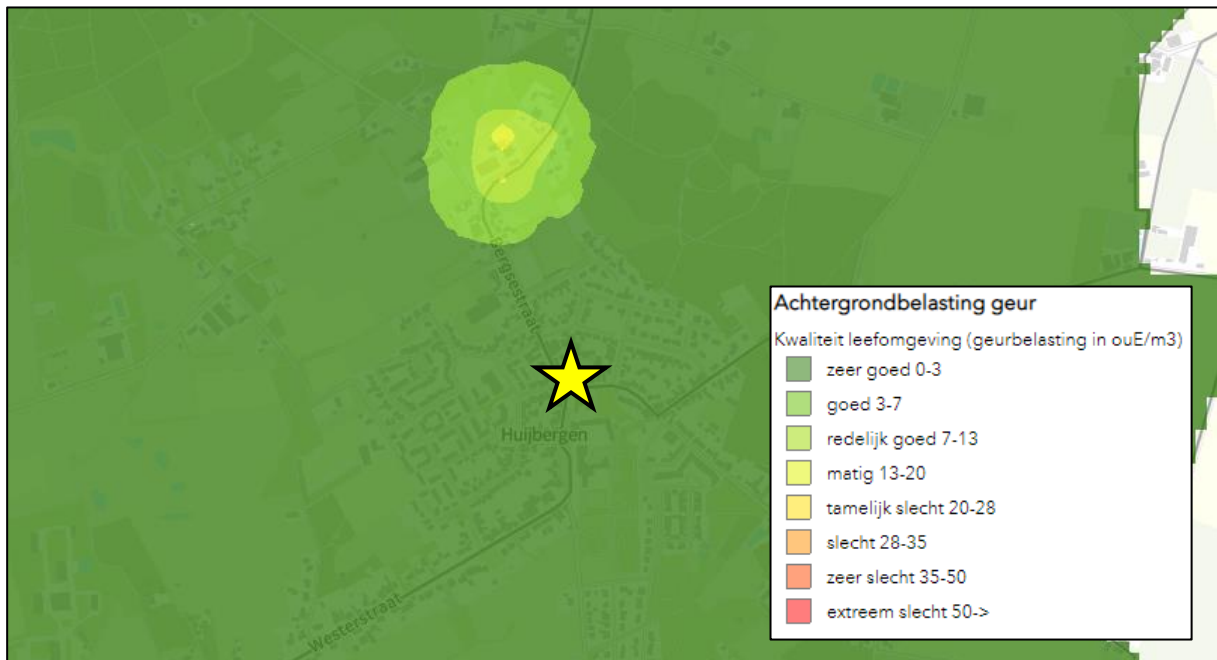 Bergsestraat
Huijbergen
Westerstraat
Achtergrondbelasting geur
Kwaliteit leefomgeving (geurbelasting in ouE/m3)
zeer goed 0-3
goed 3-7
redelijk goed 7-13
matig 13-20
tamelijk slecht 20-28
slecht 28-35
zeer slecht 35-50
extreem slecht 50->